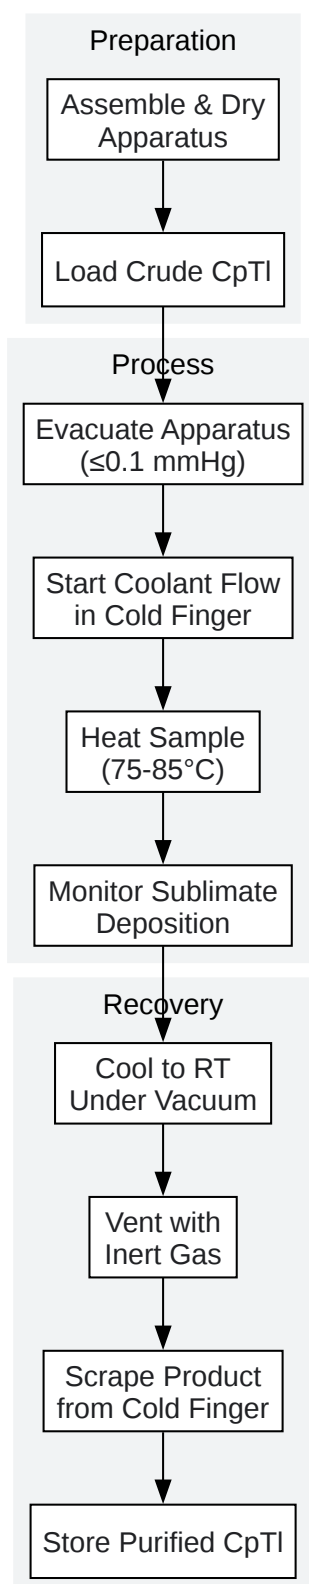 Preparation
Assemble & Dry
Apparatus
Load Crude CpTl
Process
Evacuate Apparatus
(≤0.1 mmHg)
Start Coolant Flow
in Cold Finger
Heat Sample
(75-85°C)
Monitor Sublimate
Deposition
Recovery
Cool to RT
Under Vacuum
Vent with
Inert Gas
Scrape Product
from Cold Finger
Store Purified CpTl